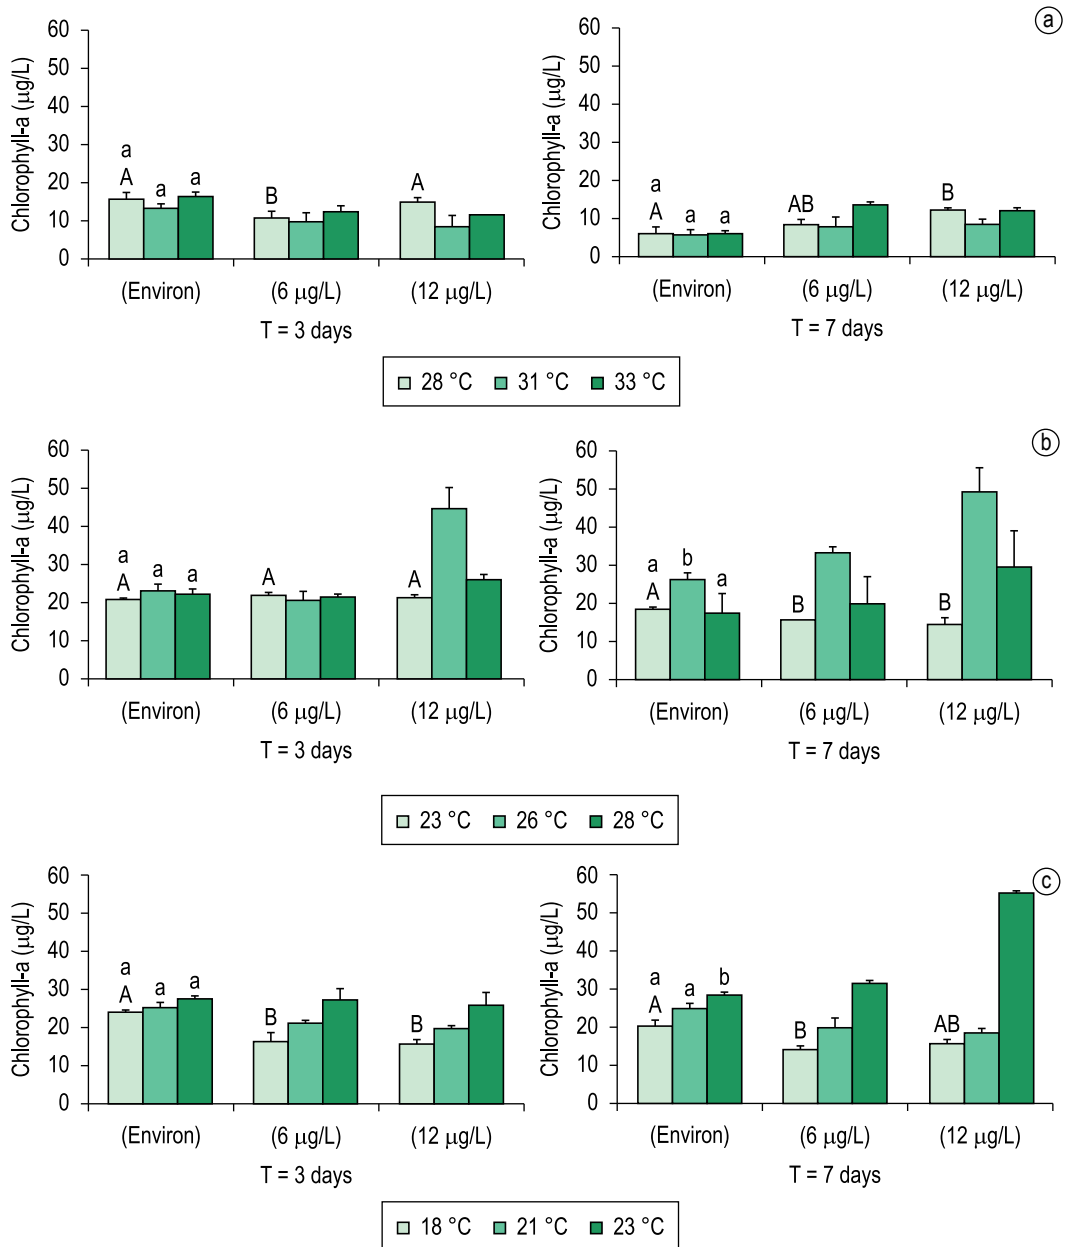 a
Chlorophyll-a (µg/L)
60
50
40
30
20
10
0
a
A
a
a
B
A
(Environ)
(6 µg/L)
(12 µg/L)
T = 3 days
Chlorophyll-a (µg/L)
60
50
40
30
20
10
0
a
A
a
a
AB
B
(Environ)
(6 µg/L)
(12 µg/L)
T = 7 days
28 °C 31 °C 33 °C
b
Chlorophyll-a (µg/L)
60
50
40
30
20
10
0
a
A
a
a
A
A
(Environ)
(6 µg/L)
(12 µg/L)
T = 3 days
Chlorophyll-a (µg/L)
60
50
40
30
20
10
0
a
A
b
a
B
B
(Environ)
(6 µg/L)
(12 µg/L)
T = 7 days
23 °C 26 °C 28 °C
c
Chlorophyll-a (µg/L)
60
50
40
30
20
10
0
a
A
a
a
B
B
(Environ)
(6 µg/L)
(12 µg/L)
T = 3 days
Chlorophyll-a (µg/L)
60
50
40
30
20
10
0
a
A
a
b
B
AB
(Environ)
(6 µg/L)
(12 µg/L)
T = 7 days
18 °C 21 °C 23 °C